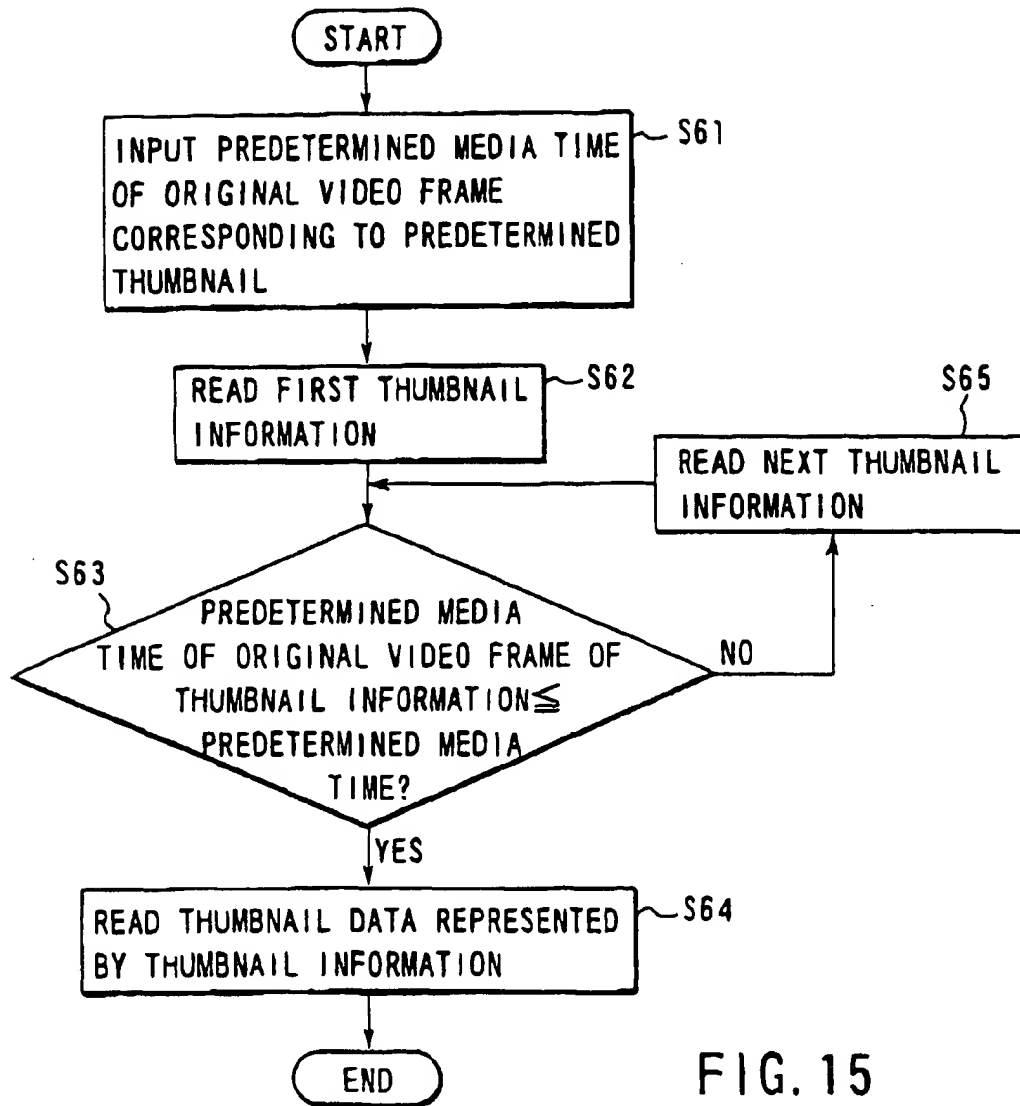 START
INPUT PREDETERMINED MEDIA TIME
OF ORIGINAL VIDEO FRAME
CORRESPONDING TO PREDETERMINED
THUMBNAIL
S61
READ FIRST THUMBNAIL
INFORMATION
S62
S65
READ NEXT THUMBNAIL
INFORMATION
S63
PREDETERMINED MEDIA
TIME OF ORIGINAL VIDEO FRAME OF
THUMBNAIL INFORMATION≦
PREDETERMINED MEDIA
TIME?
NO
YES
READ THUMBNAIL DATA REPRESENTED
BY THUMBNAIL INFORMATION
S64
END
FIG. 15